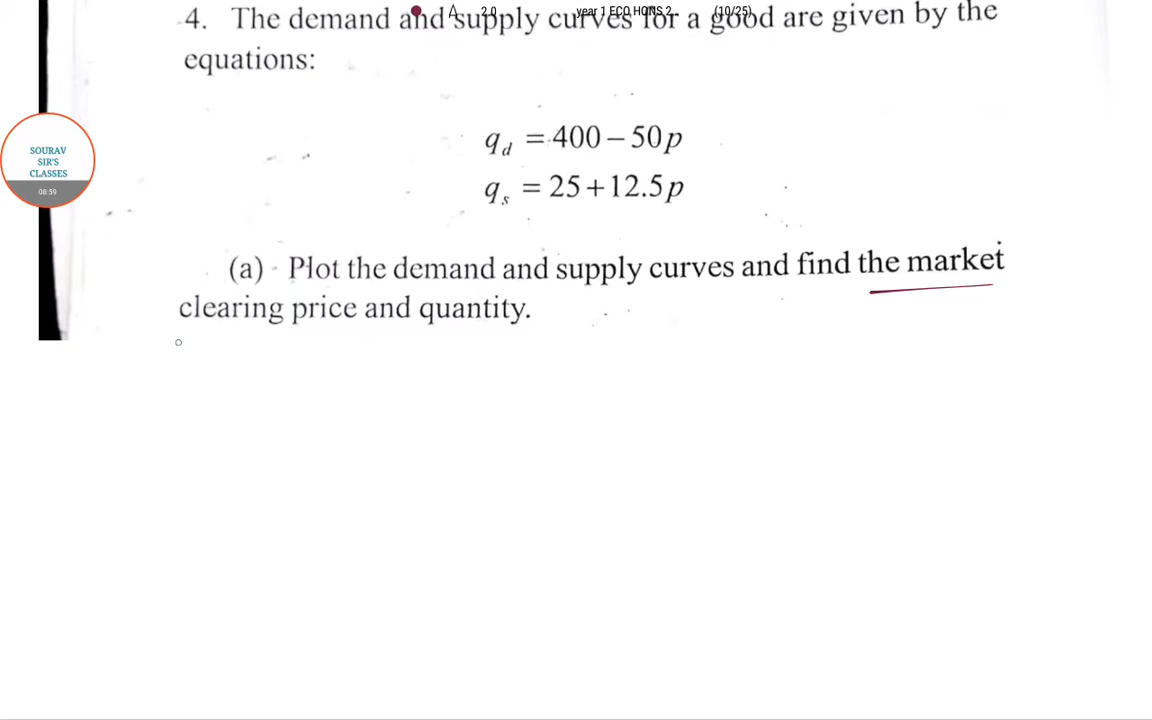 4. The demand and supply curves for a good are given by the
year 1 ECO HONS 2 (10/25)
equations:
q_d = 400 – 50p
SOURAV
SIR'S
CLASSES
08:59
q_s = 25 + 12.5p
(a) Plot the demand and supply curves and find the market
clearing price and quantity.